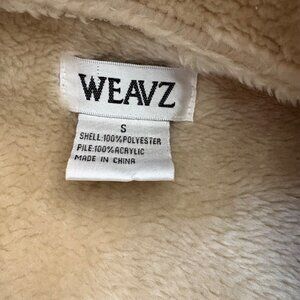 WEAVZ
S
SHELL:100%POLYESTER
PILE:100%ACRYLIC
MADE IN CHINA